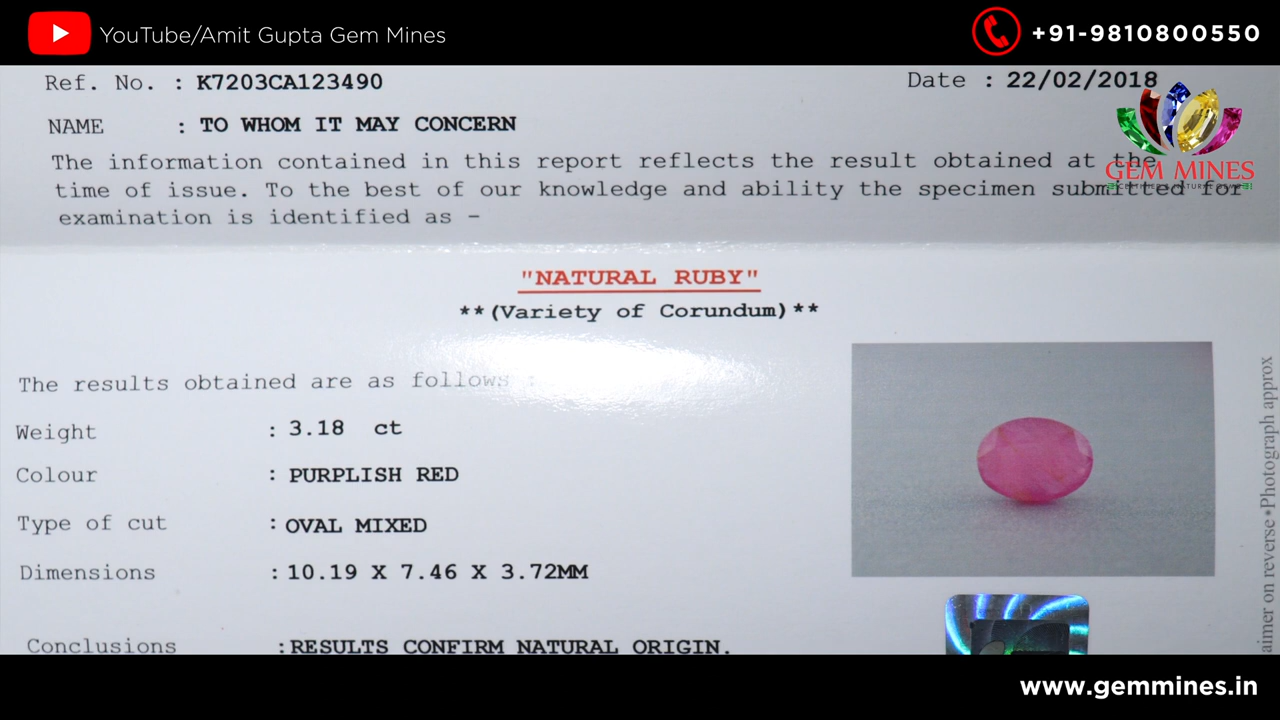 YouTube/Amit Gupta Gem Mines
+91-9810800550
Ref. No. : K7203CA123490
Date : 22/02/2018
NAME : TO WHOM IT MAY CONCERN
The information contained in this report reflects the result obtained at the
time of issue. To the best of our knowledge and ability the specimen submitted for
examination is identified as -
GEM MINES
"NATURAL RUBY"
**(Variety of Corundum)**
The results obtained are as follows :
Weight : 3.18 ct
Colour : PURPLISH RED
Type of cut : OVAL MIXED
Dimensions : 10.19 X 7.46 X 3.72MM
Conclusions : RESULTS CONFIRM NATURAL ORIGIN.
aimer on reverse •Photograph approx
www.gemmines.in